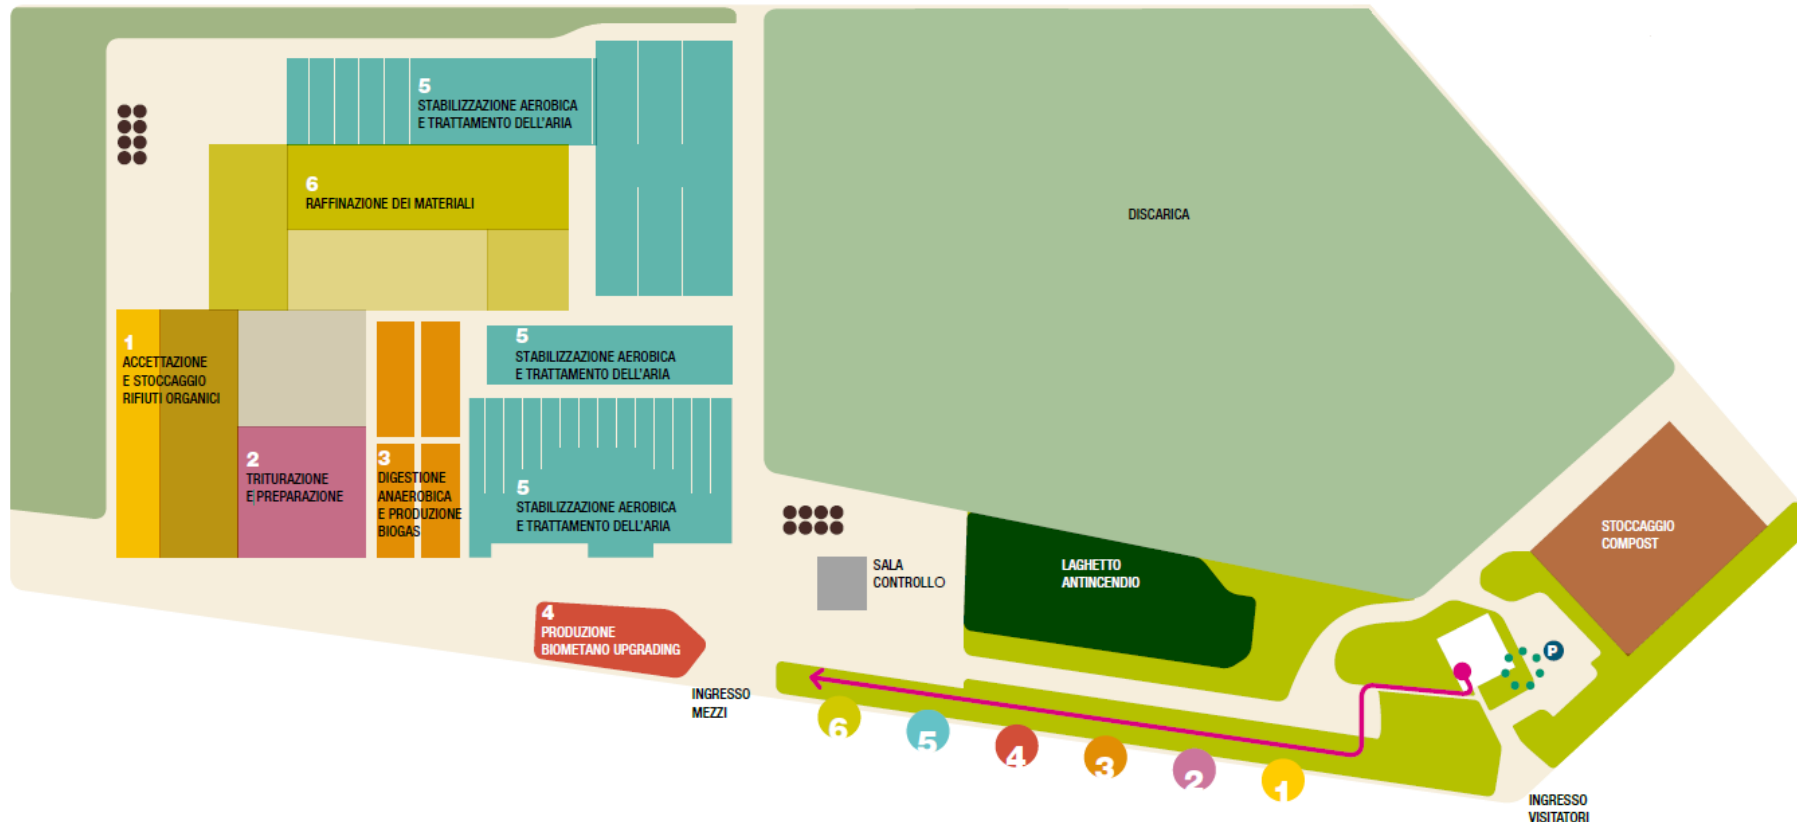 5
STABILIZZAZIONE AEROBICA
E TRATTAMENTO DELL'ARIA
6
RAFFINAZIONE DEI MATERIALI
DISCARICA
1
ACCETTAZIONE
E STOCCAGGIO
RIFIUTI ORGANICI
5
STABILIZZAZIONE AEROBICA
E TRATTAMENTO DELL'ARIA
2
TRITURAZIONE
E PREPARAZIONE
3
DIGESTIONE
ANAEROBICA
E PRODUZIONE
BIOGAS
5
STABILIZZAZIONE AEROBICA
E TRATTAMENTO DELL'ARIA
STOCCAGGIO
COMPOST
SALA
CONTROLLO
LAGHETTO
ANTINCENDIO
4
PRODUZIONE
BIOMETANO UPGRADING
P
INGRESSO
MEZZI
6
5
4
3
2
1
INGRESSO
VISITATORI